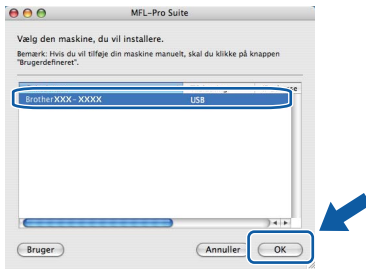 MFL-Pro Suite
Vælg den maskine, du vil installere.
Bemærk: Hvis du vil tilføje din maskine manuelt, skal du klikke på knappen
"Brugerdefineret".
BrotherXXX-XXXX USB
Bruger Annuller OK